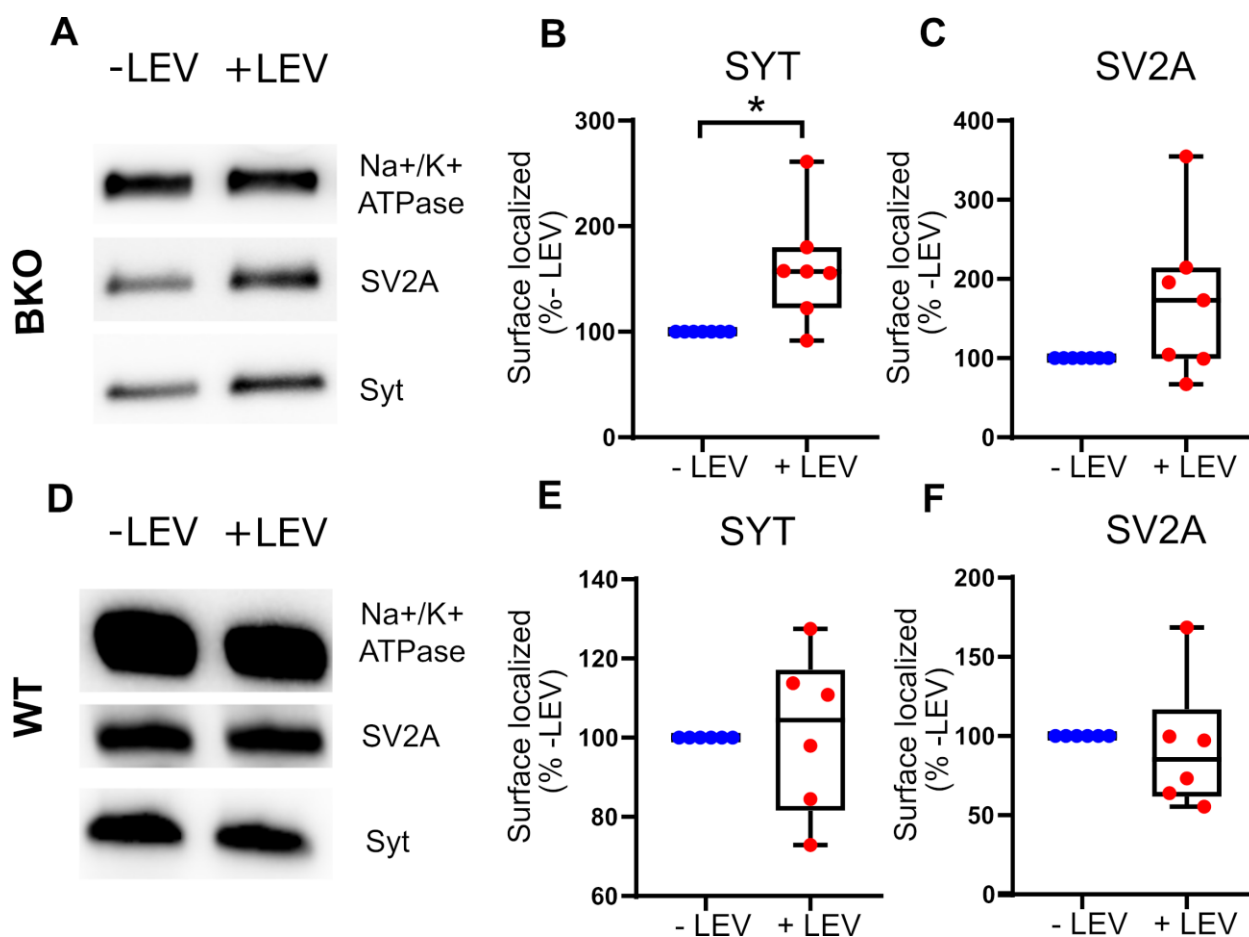 A
-LEV +LEV
BKO
Na+/K+
ATPase
SV2A
Syt
B
SYT
*
Surface localized
(%- LEV)
300
200
100
0
- LEV + LEV
C
SV2A
Surface localized
(% -LEV)
400
300
200
100
0
- LEV + LEV
D
-LEV +LEV
WT
Na+/K+
ATPase
SV2A
Syt
E
SYT
Surface localized
(% -LEV)
140
120
100
80
60
- LEV + LEV
F
SV2A
Surface localized
(% -LEV)
200
150
100
50
0
- LEV + LEV